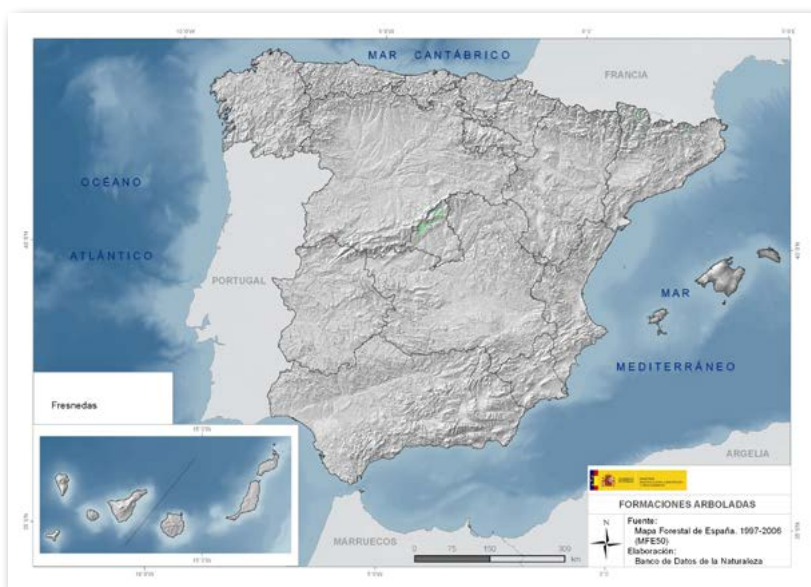 MAR CANTÁBRICO
FRANCIA
OCÉANO
ATLÁNTICO
PORTUGAL
MAR
MEDITERRÁNEO
Fresnedas
ARGELIA
MARRUECOS
0 75 150 300
km
FORMACIONES ARBOLADAS
Fuente:
Mapa Forestal de España. 1997-2006
(MFE50)
Elaboración:
Banco de Datos de la Naturaleza
N